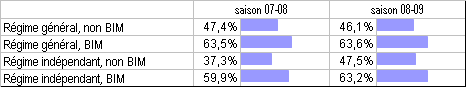 saison 07-08 saison 08-09
Régime général, non BIM 47,4% 46,1%
Régime général, BIM 63,5% 63,6%
Régime indépendant, non BIM 37,3% 47,5%
Régime indépendant, BIM 59,9% 63,2%